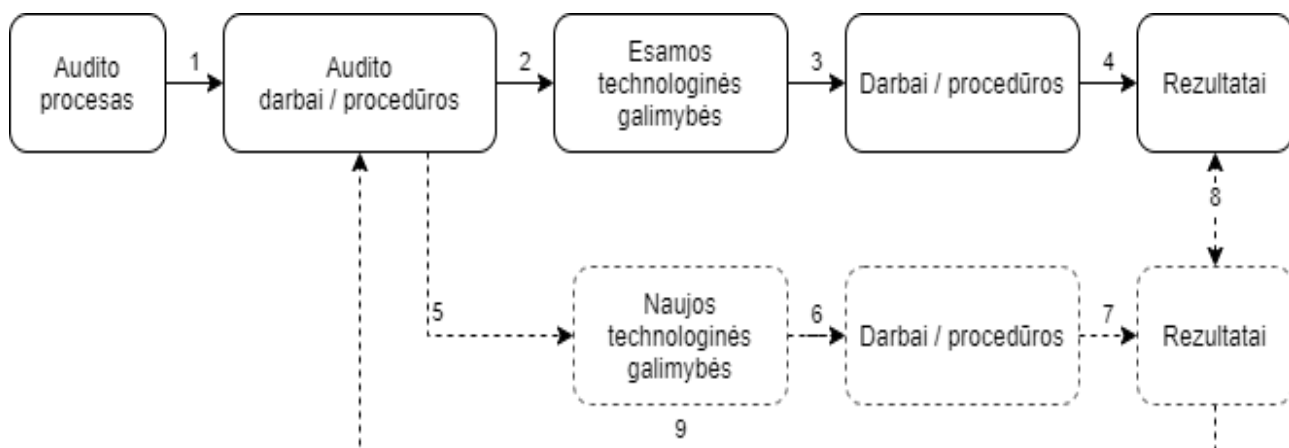 Audito
procesas
1
Audito
darbai / procedūros
2
Esamos
technologinės
galimybės
3
Darbai / procedūros
4
Rezultatai
8
5
Naujos
technologinės
galimybės
6
Darbai / procedūros
7
Rezultatai
9